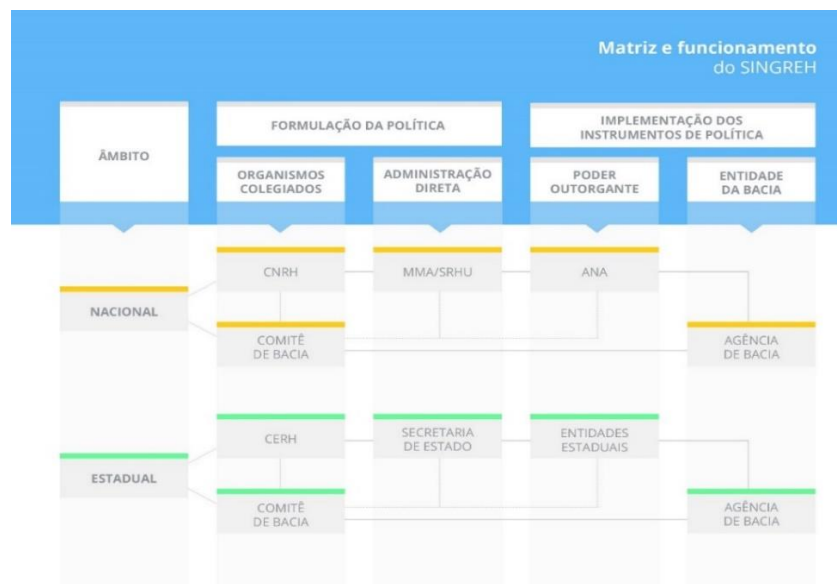 Matriz e funcionamento
do SINGREH
ÂMBITO
FORMULAÇÃO DA POLÍTICA
IMPLEMENTAÇÃO DOS
INSTRUMENTOS DE POLÍTICA
ORGANISMOS
COLEGIADOS
ADMINISTRAÇÃO
DIRETA
PODER
OUTORGANTE
ENTIDADE
DA BACIA
NACIONAL
CNRH
MMA/SRHU
ANA
COMITÊ
DE BACIA
AGÊNCIA
DE BACIA
ESTADUAL
CERH
SECRETARIA
DE ESTADO
ENTIDADES
ESTADUAIS
COMITÊ
DE BACIA
AGÊNCIA
DE BACIA